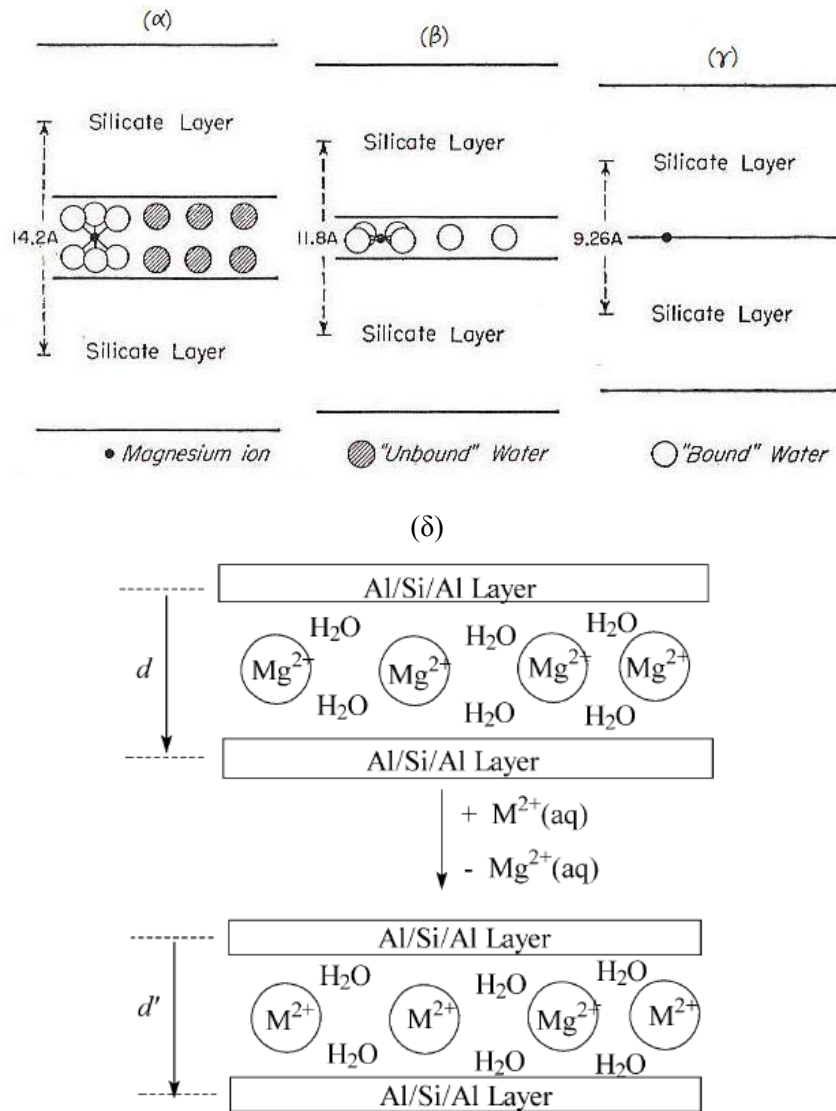 (α)
(β)
(γ)
Silicate Layer
14.2A
Silicate Layer
Silicate Layer
11.8A
Silicate Layer
Silicate Layer
9.26A
Silicate Layer
• Magnesium ion
"Unbound" Water
"Bound" Water
(δ)
Al/Si/Al Layer
d
H₂O H₂O H₂O
Mg²⁺ Mg²⁺ Mg²⁺ Mg²⁺
H₂O H₂O H₂O
Al/Si/Al Layer
+ M²⁺(aq)
- Mg²⁺(aq)
Al/Si/Al Layer
d'
H₂O H₂O H₂O
M²⁺ M²⁺ Mg²⁺ M²⁺
H₂O H₂O H₂O
Al/Si/Al Layer